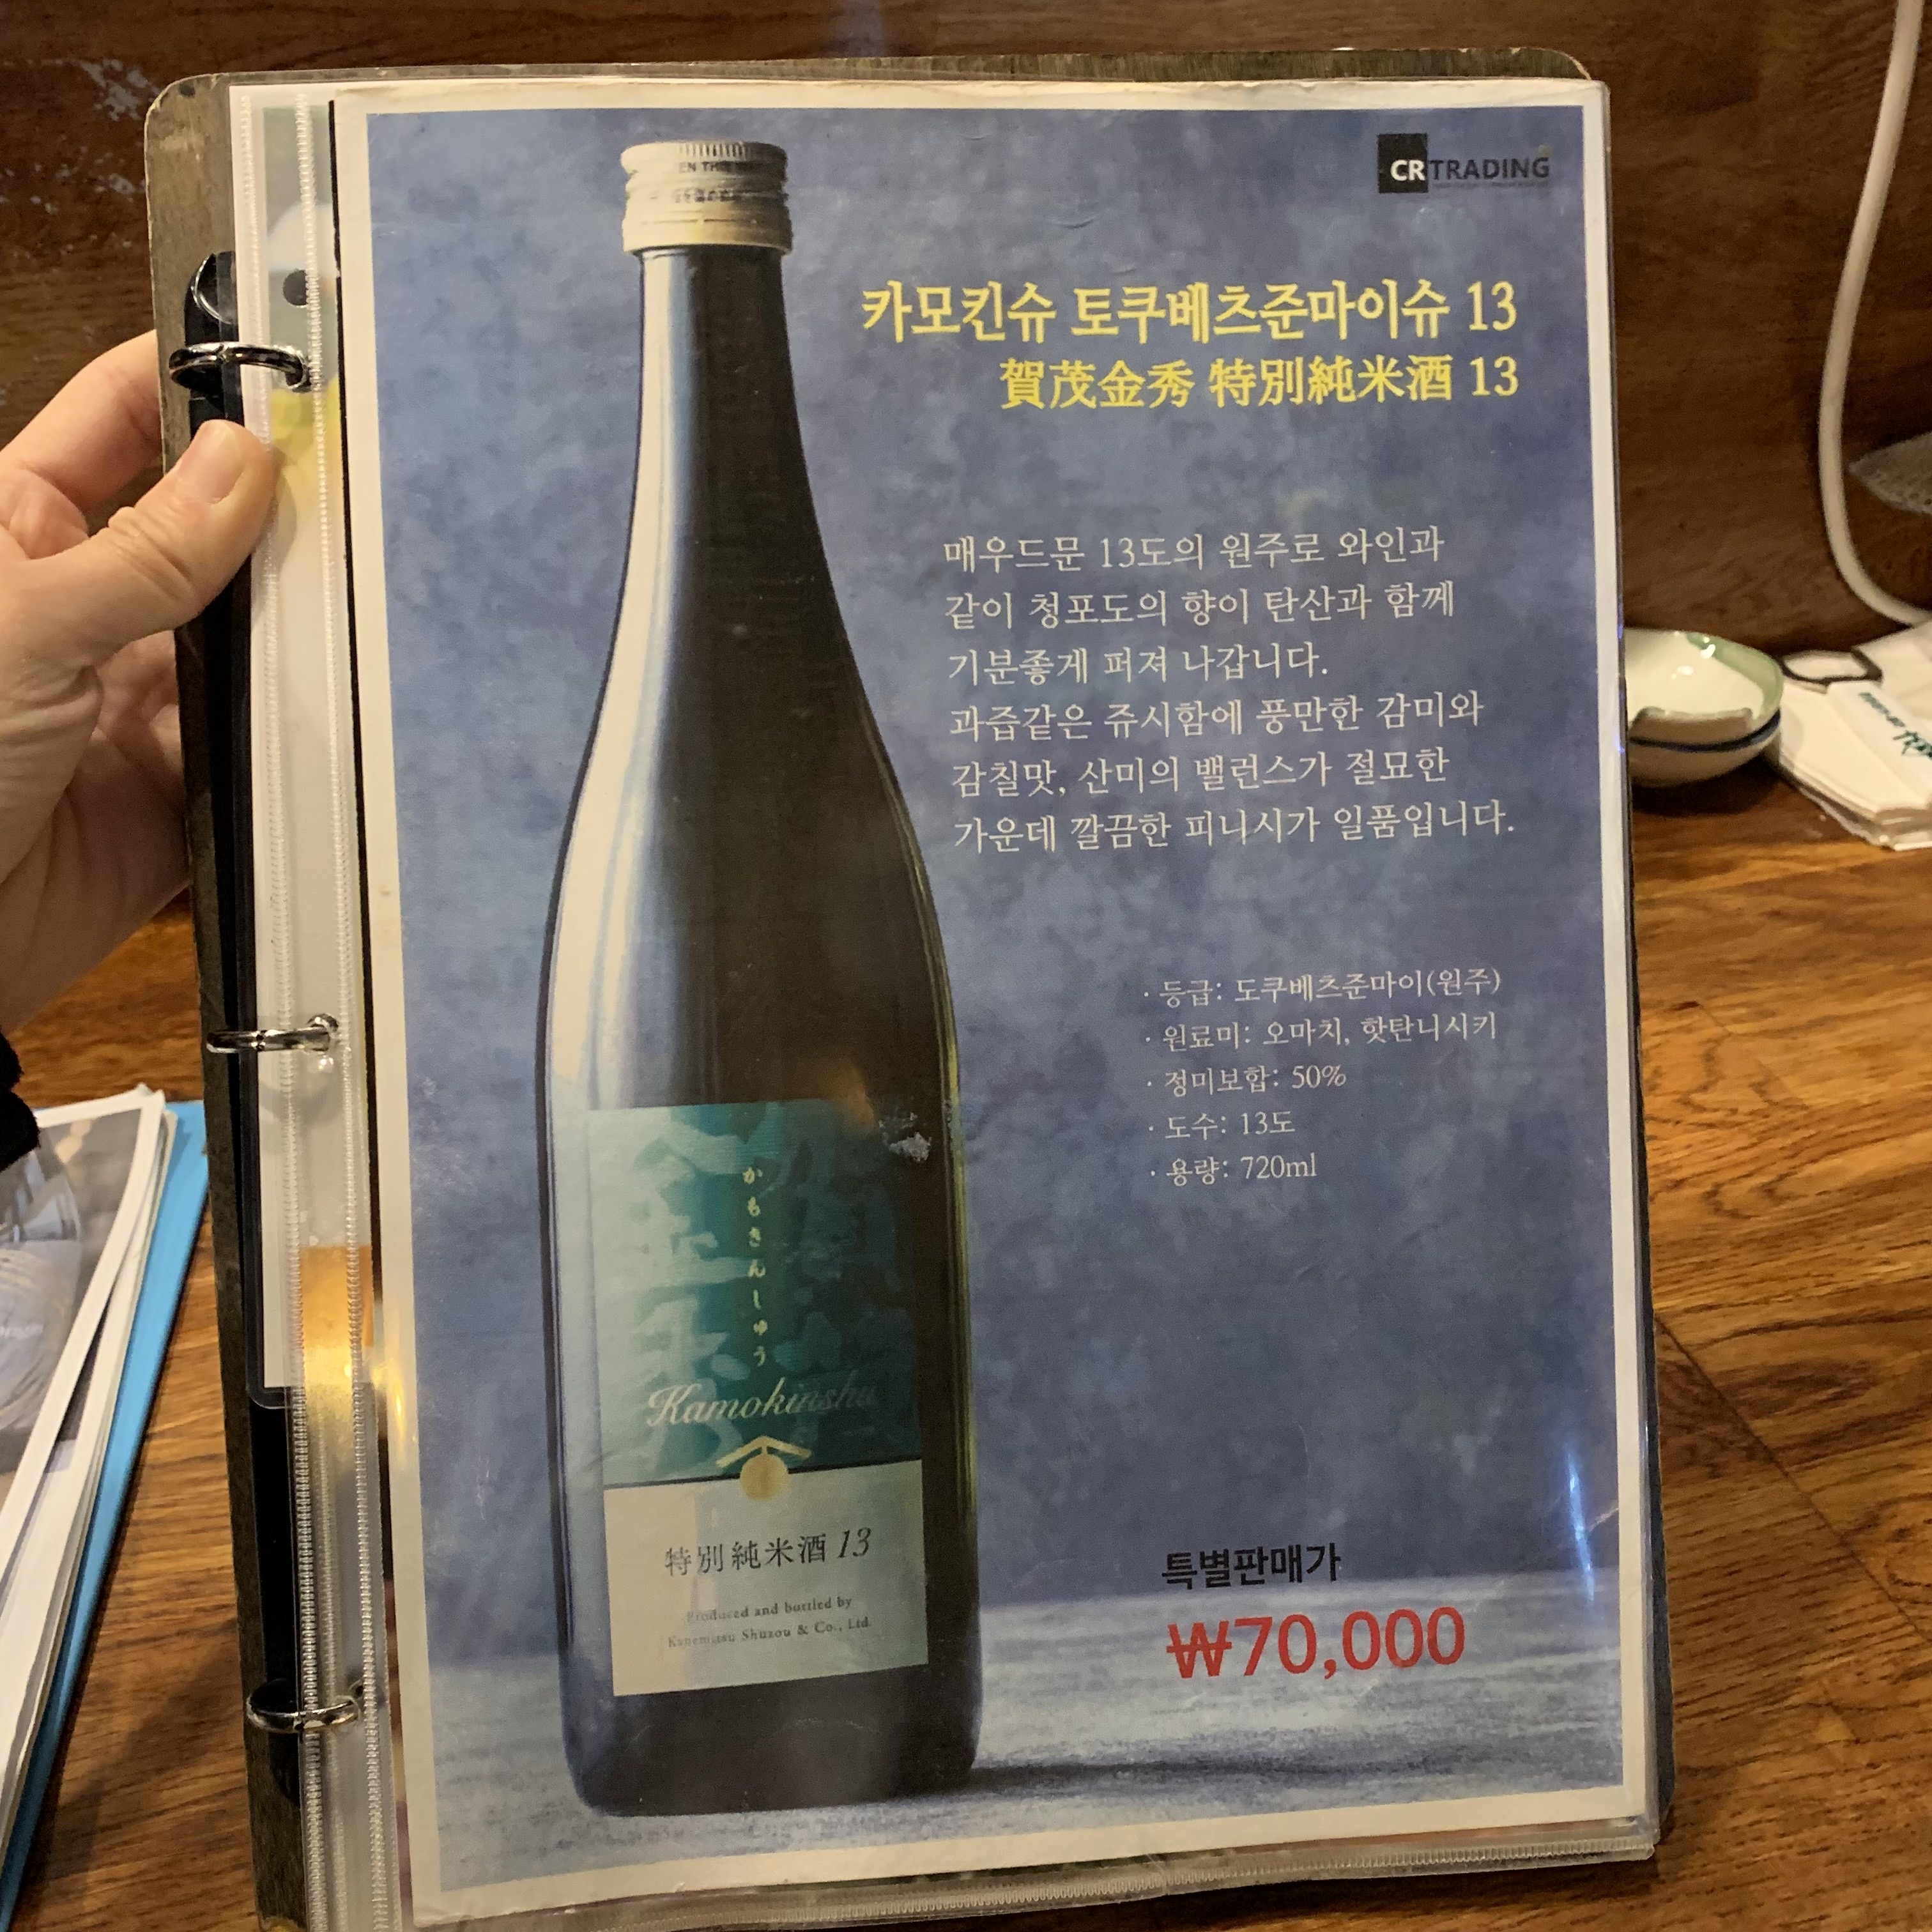 CR TRADING
카모킨슈 토쿠베츠준마이슈 13
賀茂金秀 特別純米酒 13
매우드문 13도의 원주로 와인과
같이 청포도의 향이 탄산과 함께
기분좋게 퍼져 나갑니다.
과즙같은 쥬시함에 풍만한 감미와
감칠맛, 산미의 밸런스가 절묘한
가운데 깔끔한 피니시가 일품입니다.
· 등급: 도쿠베츠준마이(원주)
· 원료미: 오마치, 핫탄니시키
· 정미보합: 50%
· 도수: 13도
· 용량: 720ml
かもきんしゅう
Kamokinshu
特別純米酒 13
Produced and bottled by
Kanemitsu Shuzou & Co., Ltd.
특별판매가
₩70,000